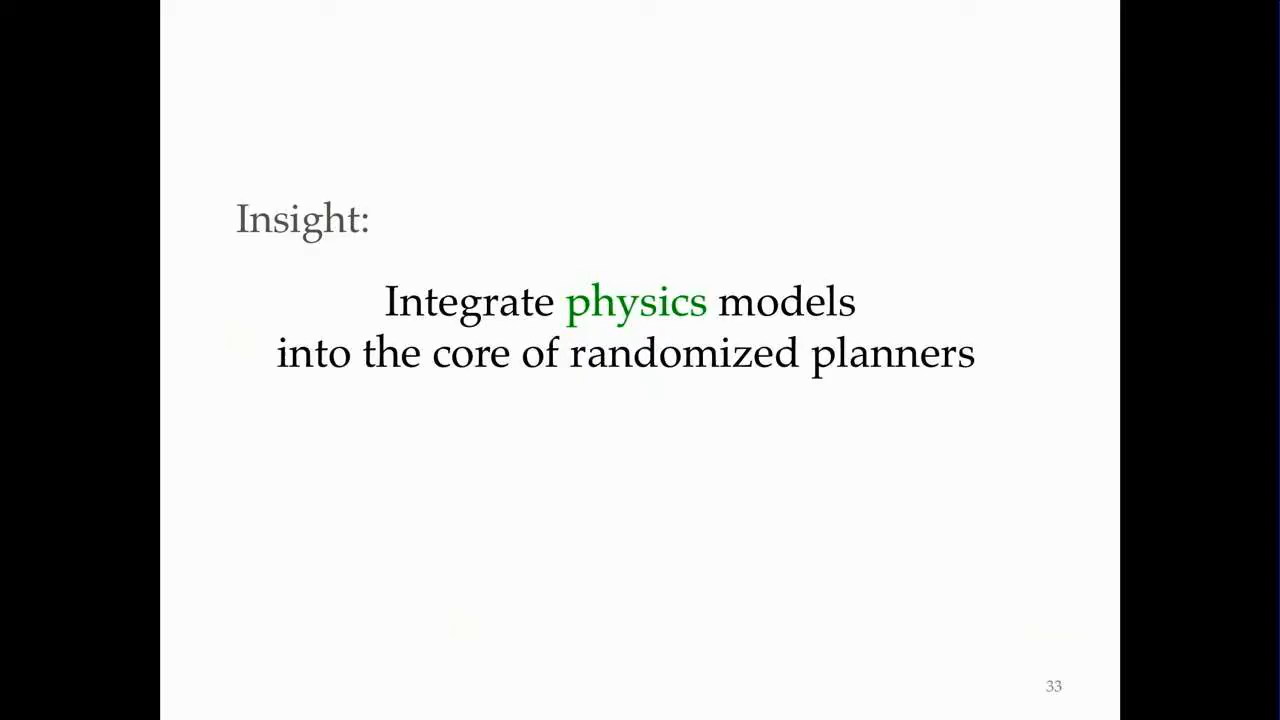 Insight:
Integrate physics models
into the core of randomized planners
33